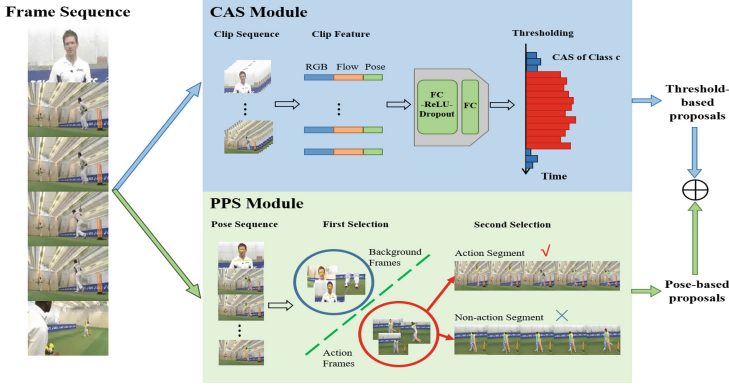 Frame Sequence
CAS Module
Clip Sequence
Clip Feature
RGB Flow Pose
FC
-ReLU-
Dropout
FC
Thresholding
CAS of Class c
Time
Threshold-
based
proposals
PPS Module
Pose Sequence
First Selection
Second Selection
Background
Frames
Action
Frames
Action Segment √
Non-action Segment
Pose-based
proposals